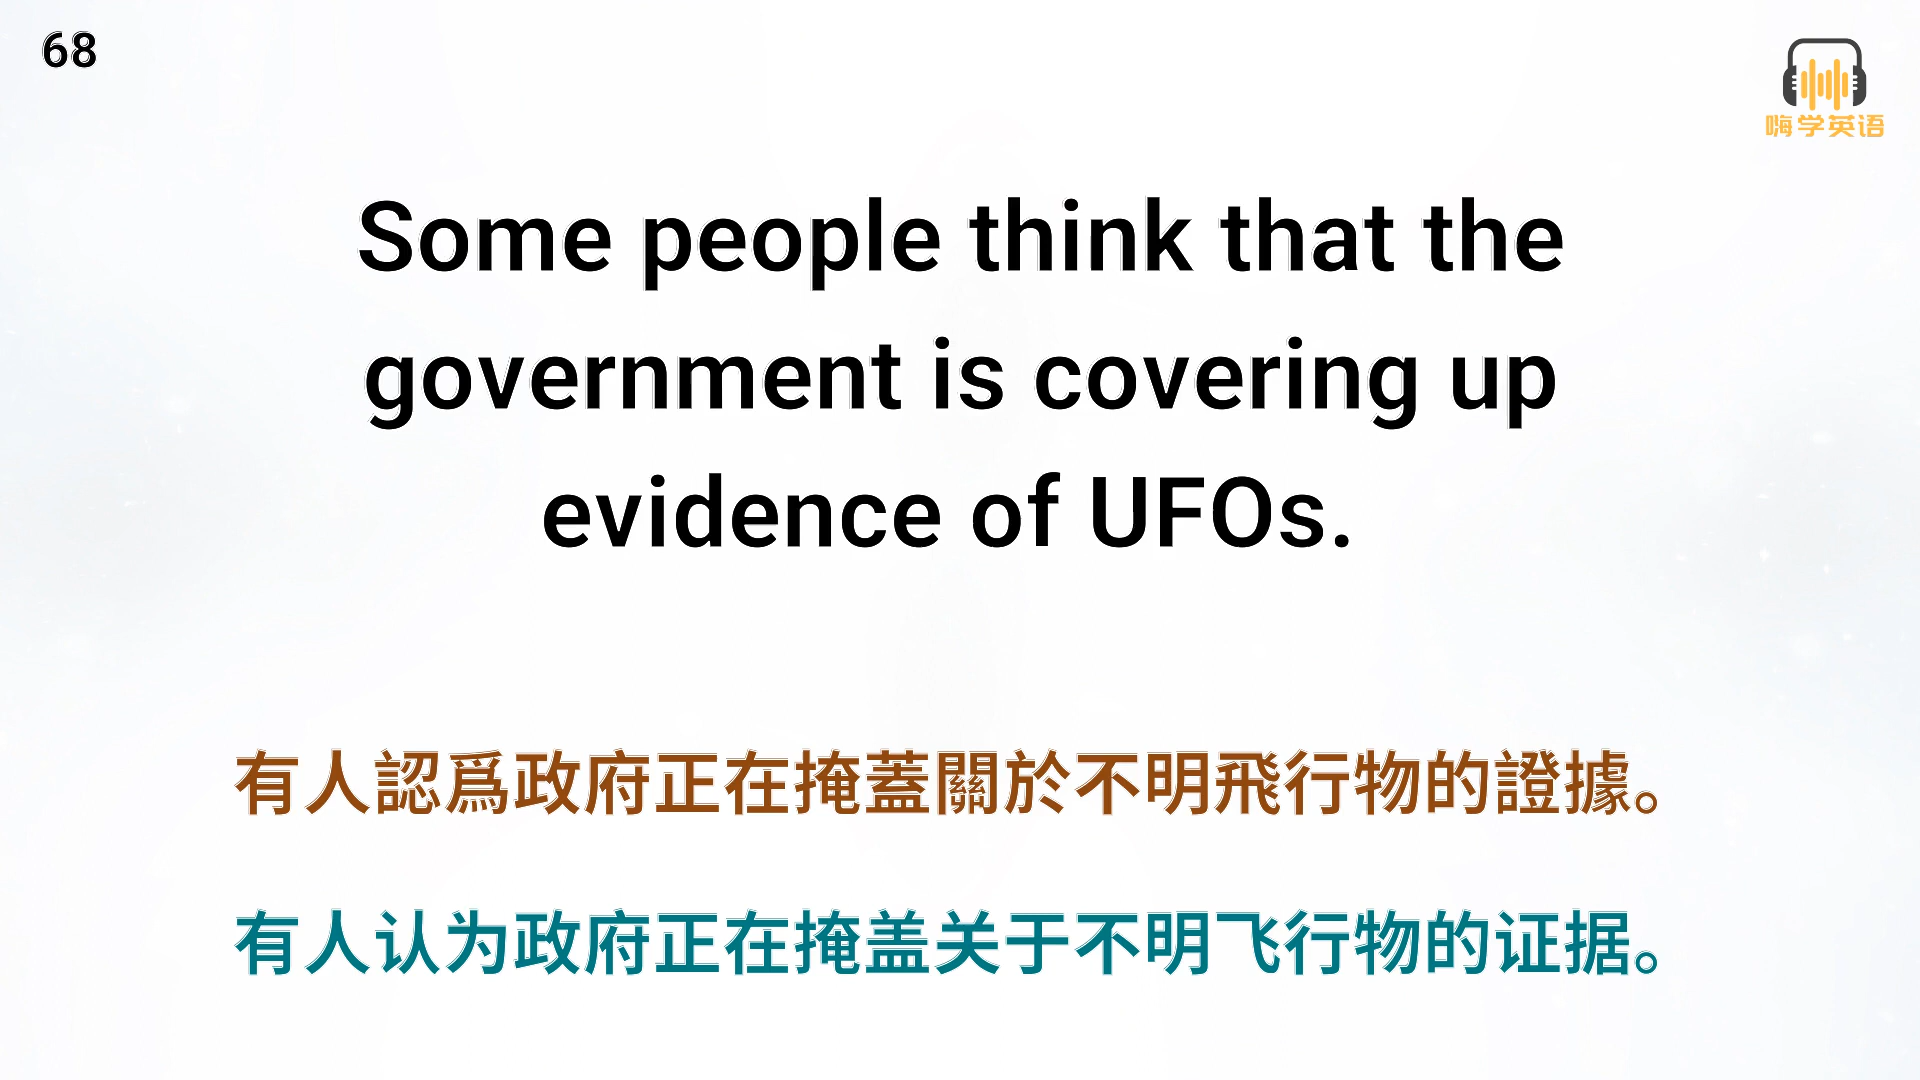 68
嗨学英语
Some people think that the
government is covering up
evidence of UFOs.
有人認爲政府正在掩蓋關於不明飛行物的證據。
有人认为政府正在掩盖关于不明飞行物的证据。